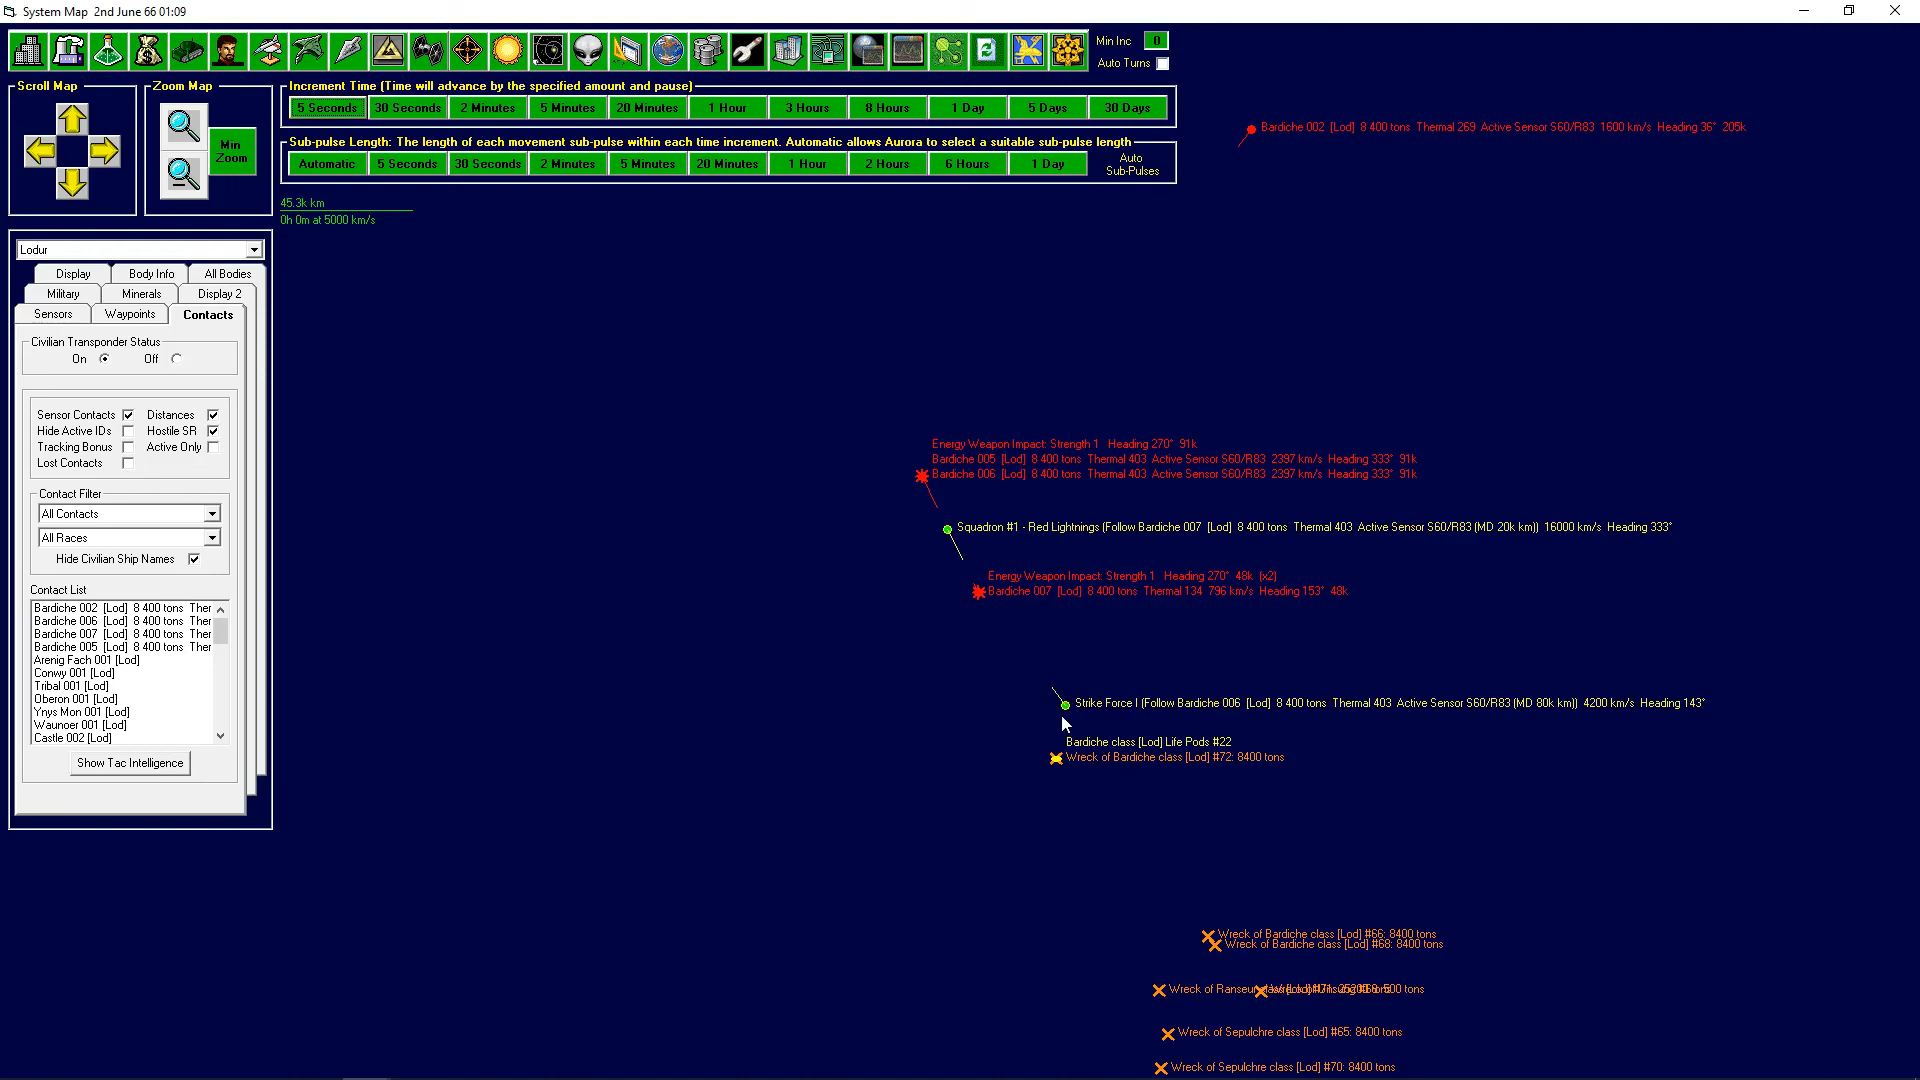 System Map  2nd June 66 01:09
Min Inc  0
Auto Turns
Scroll Map
Zoom Map
Min Zoom
Increment Time (Time will advance by the specified amount and pause)
5 Seconds  30 Seconds  2 Minutes  5 Minutes  20 Minutes  1 Hour  3 Hours  8 Hours  1 Day  5 Days  30 Days
Sub-pulse Length: The length of each movement sub-pulse within each time increment. Automatic allows Aurora to select a suitable sub-pulse length
Automatic  5 Seconds  30 Seconds  2 Minutes  5 Minutes  20 Minutes  1 Hour  2 Hours  6 Hours  1 Day
Auto
Sub-Pulses
45.3k km
0h 0m at 5000 km/s
Bardiche 002  [Lod]  8 400 tons  Thermal 269  Active Sensor S60/R83  1600 km/s  Heading 36°  205k
Lodur
Display  Body Info  All Bodies
Military  Minerals  Display 2
Sensors  Waypoints  Contacts
Civilian Transponder Status
On  Off
Sensor Contacts  Distances
Hide Active IDs  Hostile SR
Tracking Bonus  Active Only
Lost Contacts
Contact Filter
All Contacts
All Races
Hide Civilian Ship Names
Contact List
Bardiche 002  [Lod]  8 400 tons  Ther
Bardiche 006  [Lod]  8 400 tons  Ther
Bardiche 007  [Lod]  8 400 tons  Ther
Bardiche 005  [Lod]  8 400 tons  Ther
Arenig Fach 001 [Lod]
Conwy 001 [Lod]
Tribal 001 [Lod]
Oberon 001 [Lod]
Ynys Mon 001 [Lod]
Waunoer 001 [Lod]
Castle 002 [Lod]
Show Tac Intelligence
Energy Weapon Impact: Strength 1   Heading 270°  91k
Bardiche 005  [Lod]  8 400 tons  Thermal 403  Active Sensor S60/R83  2397 km/s  Heading 333°  91k
Bardiche 006  [Lod]  8 400 tons  Thermal 403  Active Sensor S60/R83  2397 km/s  Heading 333°  91k
Squadron #1 - Red Lightnings (Follow Bardiche 007  [Lod]  8 400 tons  Thermal 403  Active Sensor S60/R83 (MD 20k km))  16000 km/s  Heading 333°
Energy Weapon Impact: Strength 1   Heading 270°  48k  (x2)
Bardiche 007  [Lod]  8 400 tons  Thermal 134  796 km/s  Heading 153°  48k
Strike Force I (Follow Bardiche 006  [Lod]  8 400 tons  Thermal 403  Active Sensor S60/R83 (MD 80k km))  4200 km/s  Heading 143°
Bardiche class [Lod] Life Pods #22
Wreck of Bardiche class [Lod] #72: 8400 tons
Wreck of Bardiche class [Lod] #66: 8400 tons
Wreck of Bardiche class [Lod] #68: 8400 tons
Wreck of Ranseur
Wreck of Sepulchre class [Lod] #65: 8400 tons
Wreck of Sepulchre class [Lod] #70: 8400 tons